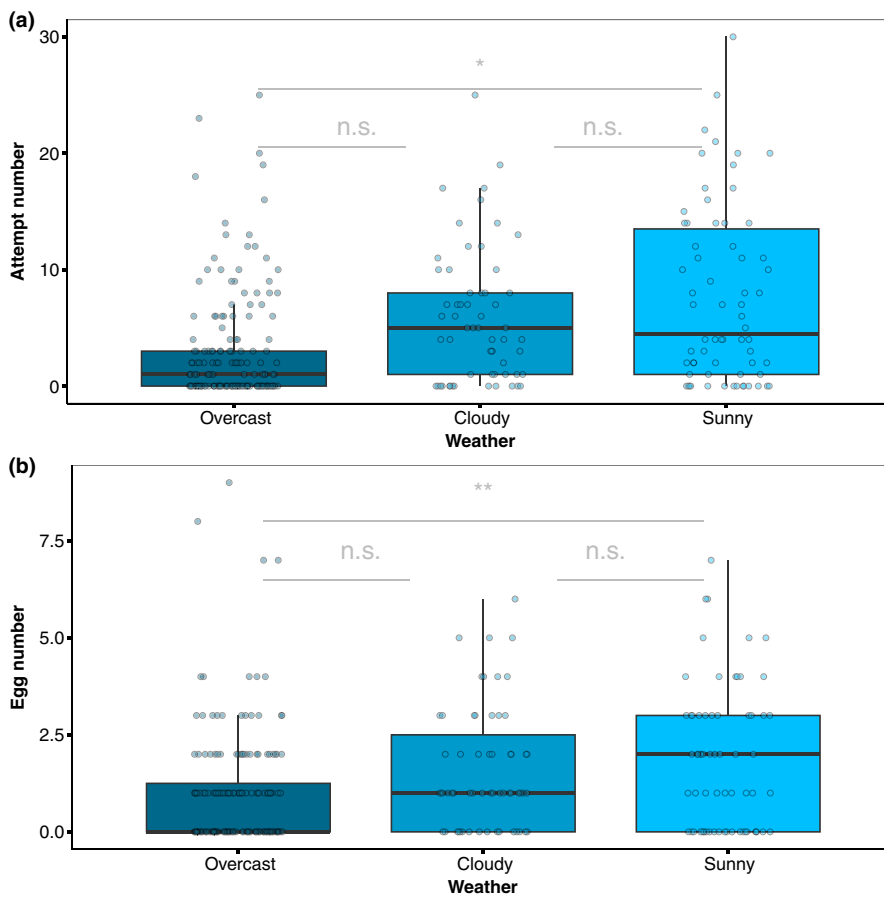 (a)
30
20
10
0
Attempt number
*
n.s.
n.s.
Overcast
Cloudy
Sunny
Weather
(b)
7.5
5.0
2.5
0.0
Egg number
**
n.s.
n.s.
Overcast
Cloudy
Sunny
Weather